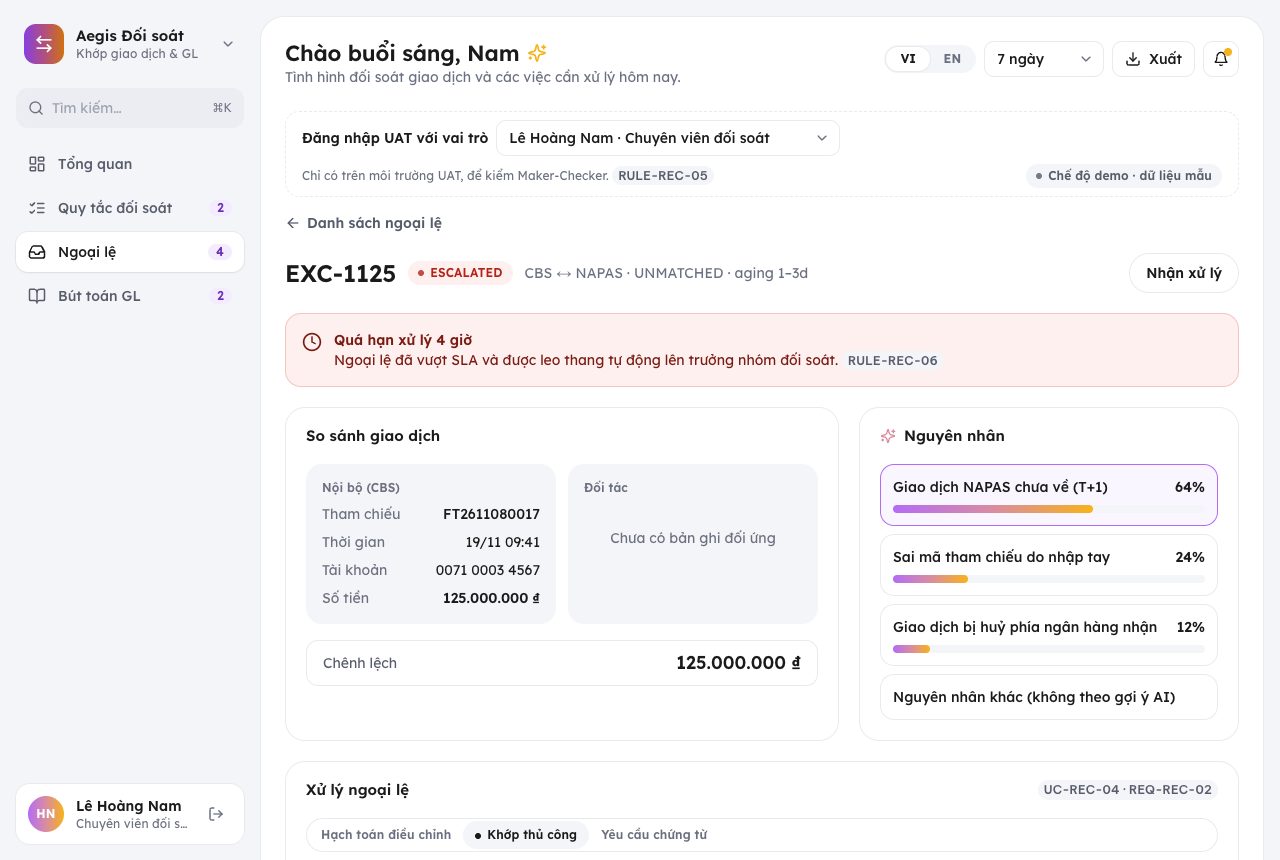 Aegis Đối soát
Khớp giao dịch & GL
Tìm kiếm… ⌘K
Tổng quan
Quy tắc đối soát 2
Ngoại lệ 4
Bút toán GL 2
HN
Lê Hoàng Nam
Chuyên viên đối s…
Chào buổi sáng, Nam
Tình hình đối soát giao dịch và các việc cần xử lý hôm nay.
VI EN 7 ngày Xuất
Đăng nhập UAT với vai trò Lê Hoàng Nam · Chuyên viên đối soát
Chỉ có trên môi trường UAT, để kiểm Maker-Checker. RULE-REC-05
Chế độ demo · dữ liệu mẫu
Danh sách ngoại lệ
EXC-1125 ESCALATED CBS ↔ NAPAS · UNMATCHED · aging 1–3d Nhận xử lý
Quá hạn xử lý 4 giờ
Ngoại lệ đã vượt SLA và được leo thang tự động lên trưởng nhóm đối soát. RULE-REC-06
So sánh giao dịch
Nội bộ (CBS)
Tham chiếu FT2611080017
Thời gian 19/11 09:41
Tài khoản 0071 0003 4567
Số tiền 125.000.000 ₫
Đối tác
Chưa có bản ghi đối ứng
Chênh lệch 125.000.000 ₫
Nguyên nhân
Giao dịch NAPAS chưa về (T+1) 64%
Sai mã tham chiếu do nhập tay 24%
Giao dịch bị huỷ phía ngân hàng nhận 12%
Nguyên nhân khác (không theo gợi ý AI)
Xử lý ngoại lệ UC-REC-04 · REQ-REC-02
Hạch toán điều chỉnh Khớp thủ công Yêu cầu chứng từ